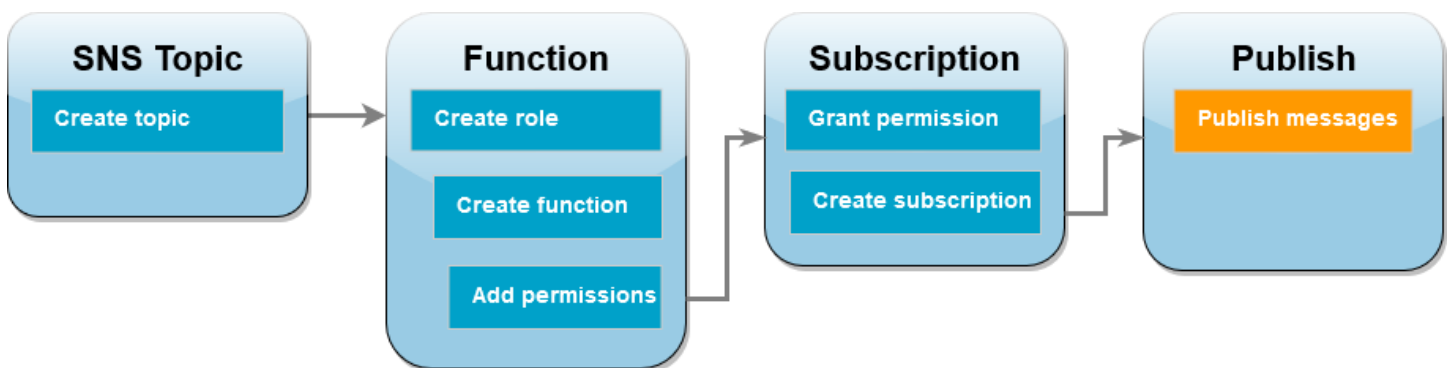 SNS Topic
Create topic
Function
Create role
Create function
Add permissions
Subscription
Grant permission
Create subscription
Publish
Publish messages